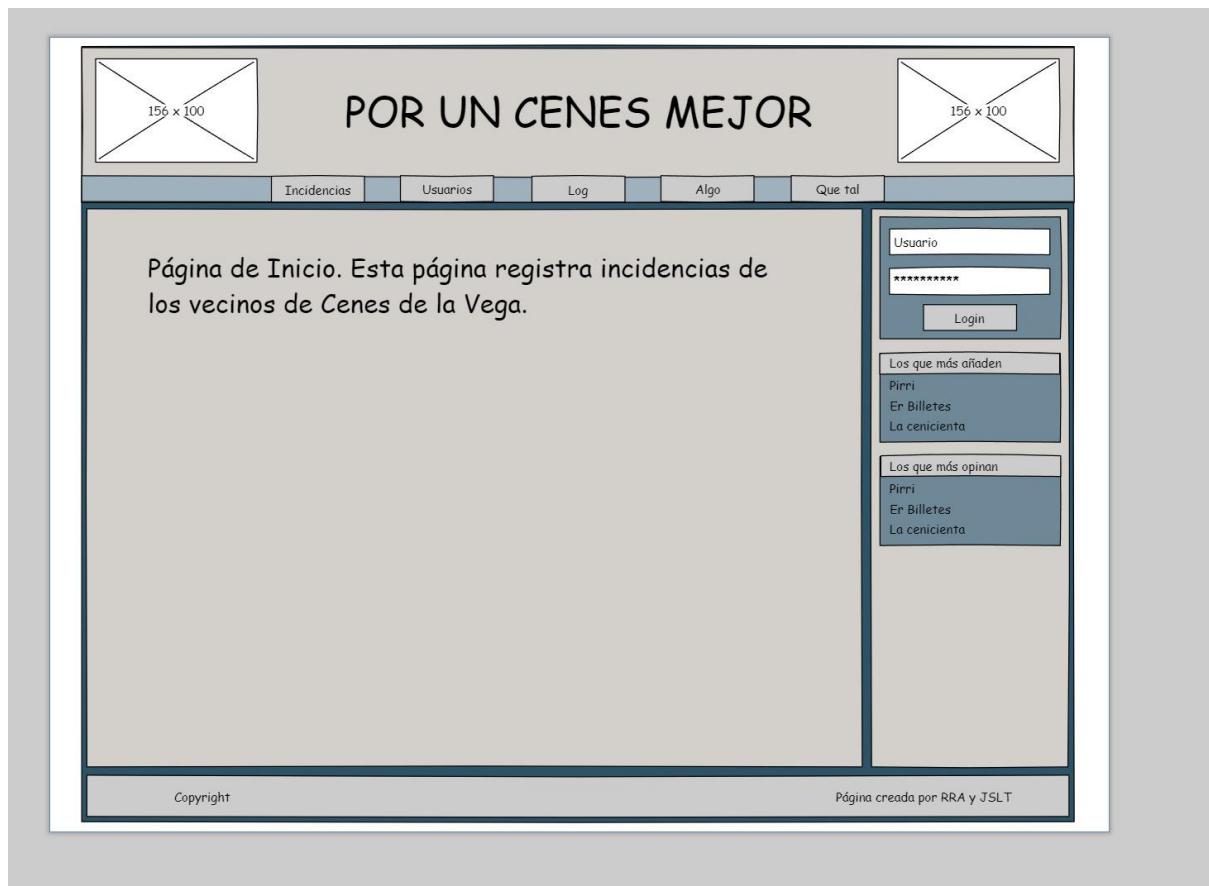 156 x 100
POR UN CENES MEJOR
156 x 100
Incidencias
Usuarios
Log
Algo
Que tal
Página de Inicio. Esta página registra incidencias de
los vecinos de Cenes de la Vega.
Usuario
**********
Login
Los que más añaden
Pirri
Er Billetes
La cenicienta
Los que más opinan
Pirri
Er Billetes
La cenicienta
Copyright
Página creada por RRA y JSLT